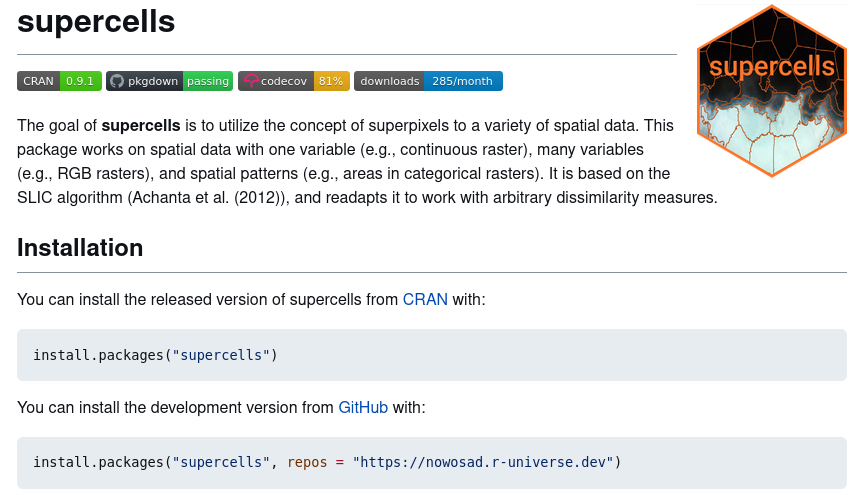 supercells
supercells
CRAN 0.9.1 pkgdown passing codecov 81% downloads 285/month
The goal of supercells is to utilize the concept of superpixels to a variety of spatial data. This
package works on spatial data with one variable (e.g., continuous raster), many variables
(e.g., RGB rasters), and spatial patterns (e.g., areas in categorical rasters). It is based on the
SLIC algorithm (Achanta et al. (2012)), and readapts it to work with arbitrary dissimilarity measures.
Installation
You can install the released version of supercells from CRAN with:
install.packages("supercells")
You can install the development version from GitHub with:
install.packages("supercells", repos = "https://nowosad.r-universe.dev")